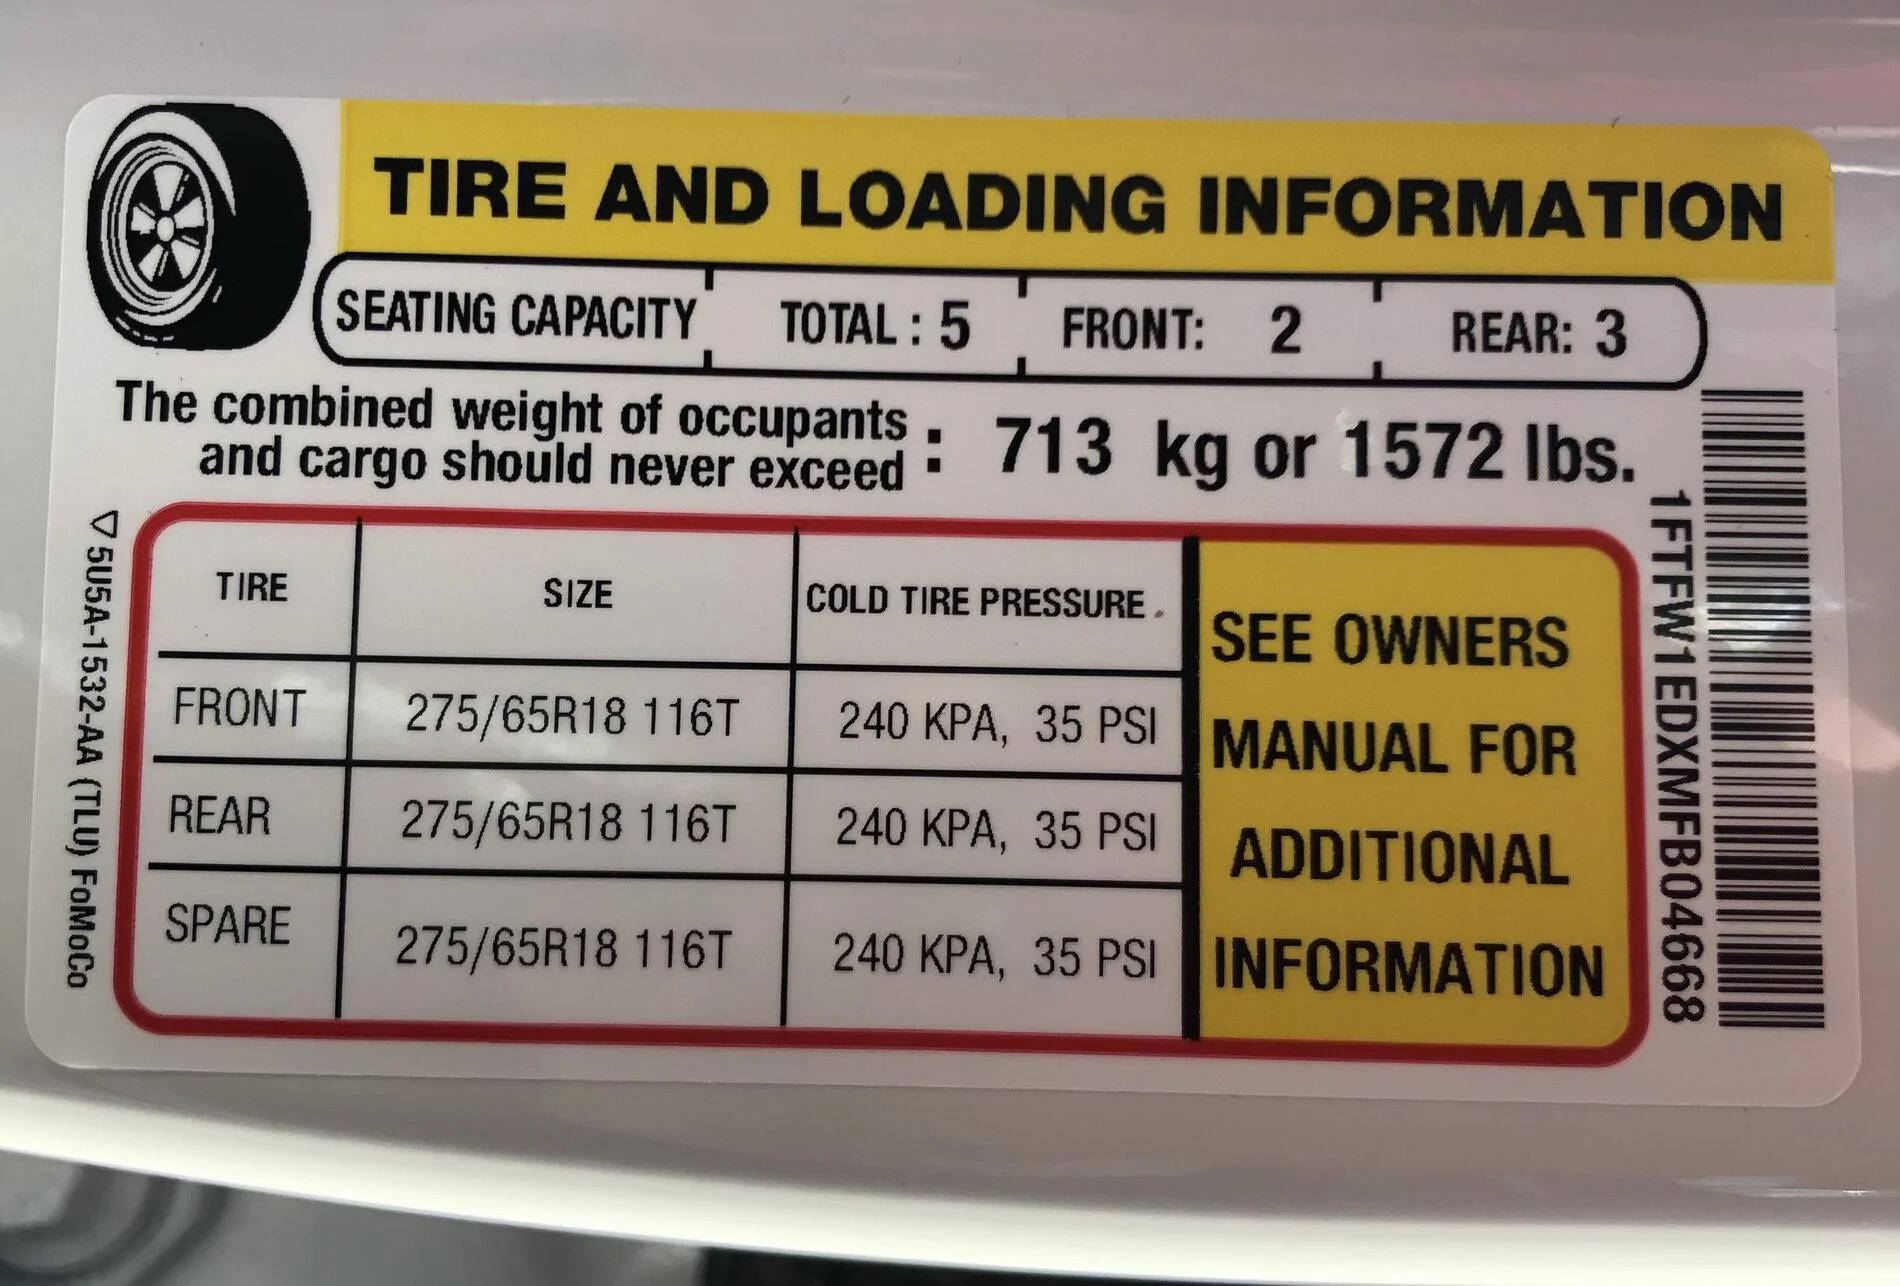 TIRE AND LOADING INFORMATION
SEATING CAPACITY TOTAL : 5 FRONT: 2 REAR: 3
The combined weight of occupants
and cargo should never exceed : 713 kg or 1572 lbs.
TIRE SIZE COLD TIRE PRESSURE
FRONT 275/65R18 116T 240 KPA, 35 PSI
REAR 275/65R18 116T 240 KPA, 35 PSI
SPARE 275/65R18 116T 240 KPA, 35 PSI
SEE OWNERS
MANUAL FOR
ADDITIONAL
INFORMATION
1FTFW1EDXMFB04668
5U5A-1532-AA (TLU) FoMoCo